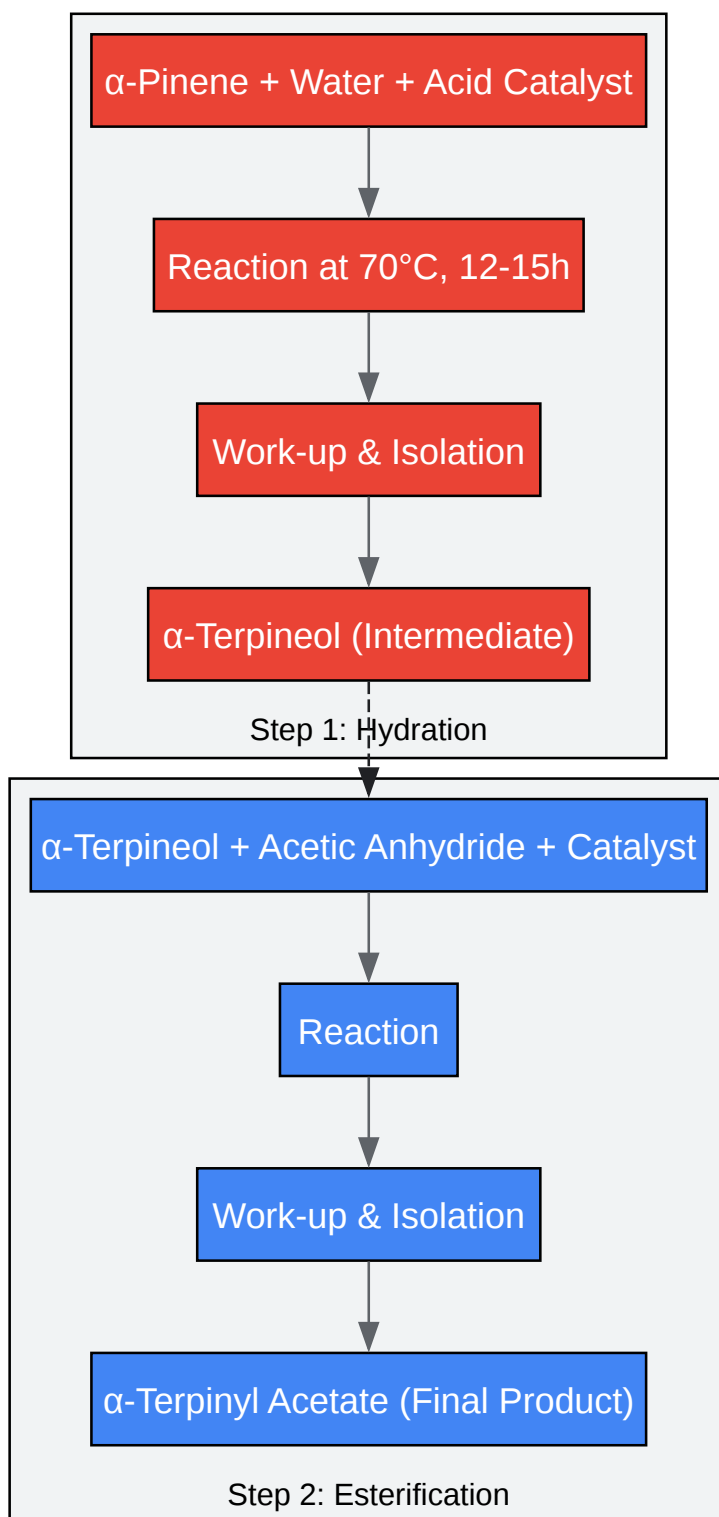 α-Pinene + Water + Acid Catalyst
Reaction at 70°C, 12-15h
Work-up & Isolation
α-Terpineol (Intermediate)
Step 1: Hydration
α-Terpineol + Acetic Anhydride + Catalyst
Reaction
Work-up & Isolation
α-Terpinyl Acetate (Final Product)
Step 2: Esterification